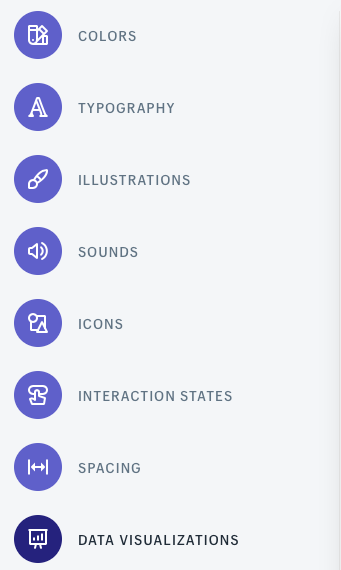 COLORS
TYPOGRAPHY
ILLUSTRATIONS
SOUNDS
ICONS
INTERACTION STATES
SPACING
DATA VISUALIZATIONS